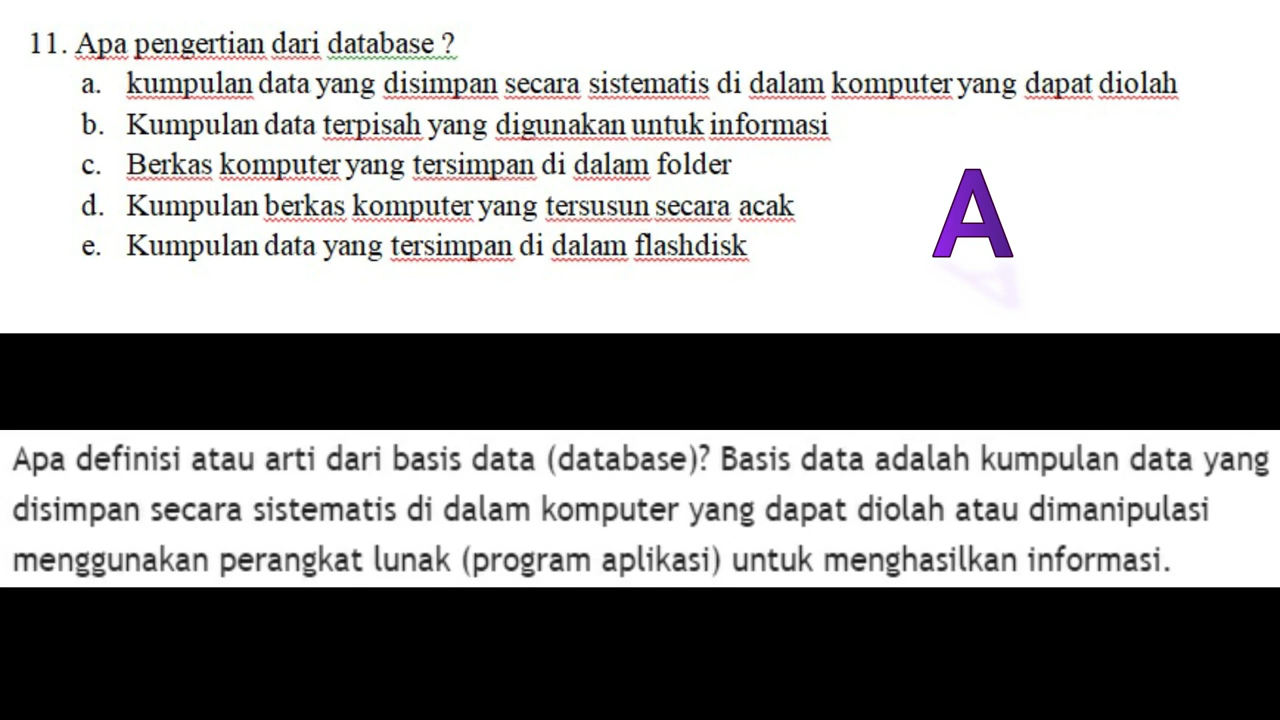 11. Apa pengertian dari database ?
a. kumpulan data yang disimpan secara sistematis di dalam komputer yang dapat diolah
b. Kumpulan data terpisah yang digunakan untuk informasi
c. Berkas komputer yang tersimpan di dalam folder
d. Kumpulan berkas komputer yang tersusun secara acak
e. Kumpulan data yang tersimpan di dalam flashdisk
A
Apa definisi atau arti dari basis data (database)? Basis data adalah kumpulan data yang
disimpan secara sistematis di dalam komputer yang dapat diolah atau dimanipulasi
menggunakan perangkat lunak (program aplikasi) untuk menghasilkan informasi.